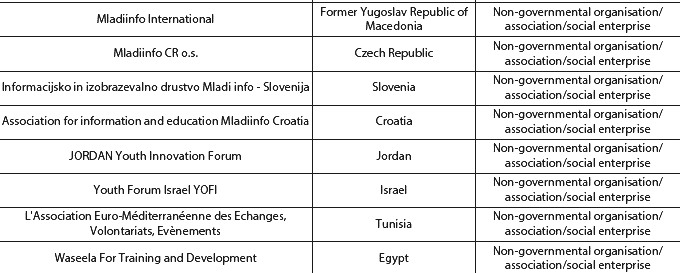 Mladiinfo International
Former Yugoslav Republic of
Macedonia
Non-governmental organisation/
association/social enterprise
Mladiinfo CR o.s.
Czech Republic
Non-governmental organisation/
association/social enterprise
Informacijsko in izobrazevalno drustvo Mladi info - Slovenija
Slovenia
Non-governmental organisation/
association/social enterprise
Association for information and education Mladiinfo Croatia
Croatia
Non-governmental organisation/
association/social enterprise
JORDAN Youth Innovation Forum
Jordan
Non-governmental organisation/
association/social enterprise
Youth Forum Israel YOFI
Israel
Non-governmental organisation/
association/social enterprise
L'Association Euro-Méditerranéenne des Echanges,
Volontariats, Evènements
Tunisia
Non-governmental organisation/
association/social enterprise
Waseela For Training and Development
Egypt
Non-governmental organisation/
association/social enterprise